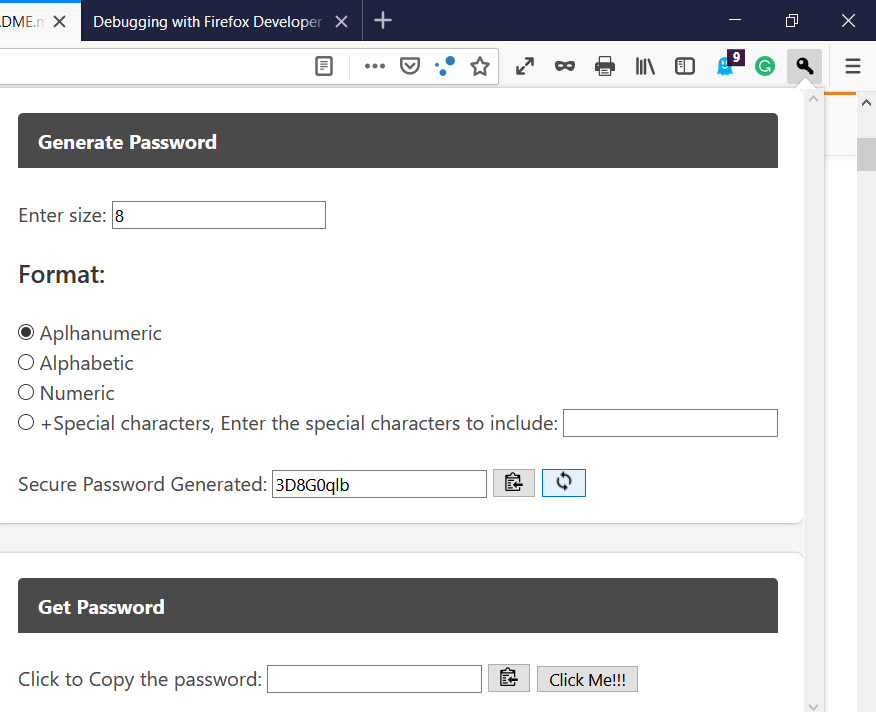 DME.m
Debugging with Firefox Developer
9
Generate Password
Enter size: 8
Format:
Aplhanumeric
Alphabetic
Numeric
+Special characters, Enter the special characters to include:
Secure Password Generated: 3D8G0qlb
Get Password
Click to Copy the password: Click Me!!!